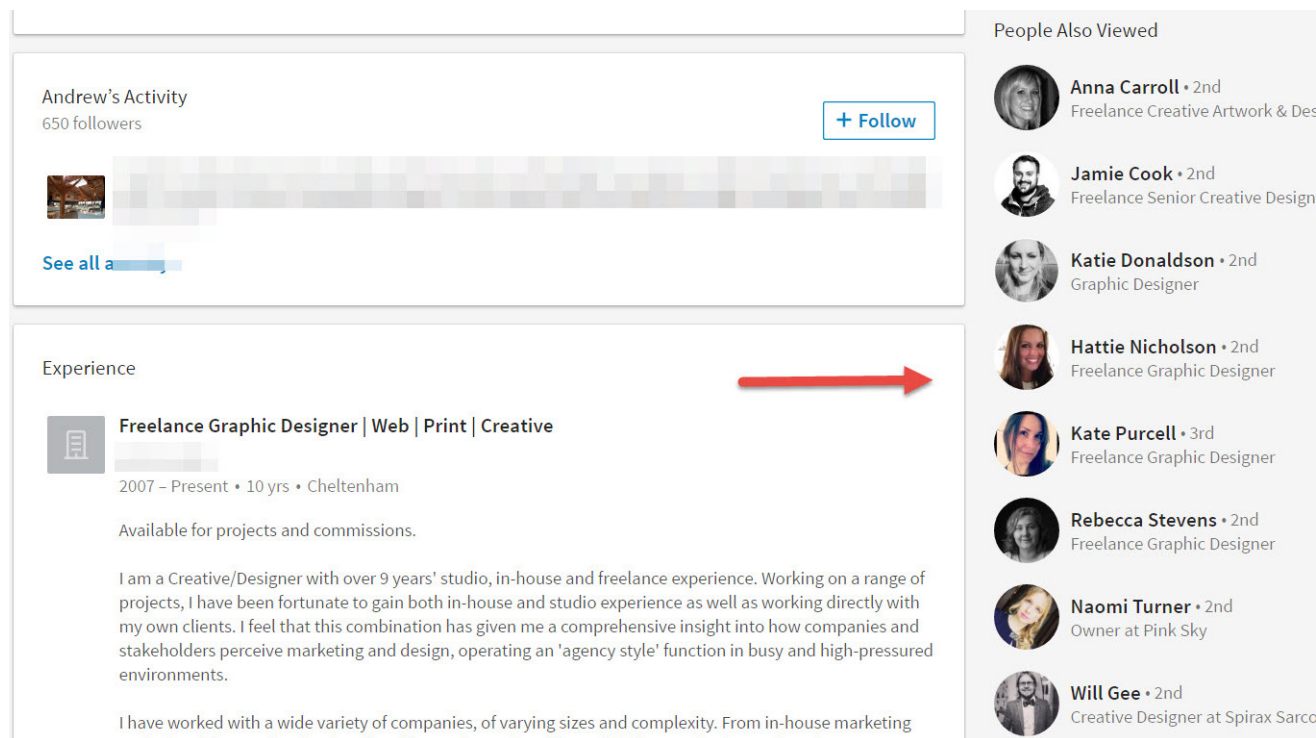 Andrew's Activity
650 followers
+ Follow
See all a
Experience
Freelance Graphic Designer | Web | Print | Creative
2007 – Present • 10 yrs • Cheltenham
Available for projects and commissions.
I am a Creative/Designer with over 9 years' studio, in-house and freelance experience. Working on a range of
projects, I have been fortunate to gain both in-house and studio experience as well as working directly with
my own clients. I feel that this combination has given me a comprehensive insight into how companies and
stakeholders perceive marketing and design, operating an 'agency style' function in busy and high-pressured
environments.
I have worked with a wide variety of companies, of varying sizes and complexity. From in-house marketing
People Also Viewed
Anna Carroll • 2nd
Freelance Creative Artwork & Des
Jamie Cook • 2nd
Freelance Senior Creative Design
Katie Donaldson • 2nd
Graphic Designer
Hattie Nicholson • 2nd
Freelance Graphic Designer
Kate Purcell • 3rd
Freelance Graphic Designer
Rebecca Stevens • 2nd
Freelance Graphic Designer
Naomi Turner • 2nd
Owner at Pink Sky
Will Gee • 2nd
Creative Designer at Spirax Sarco